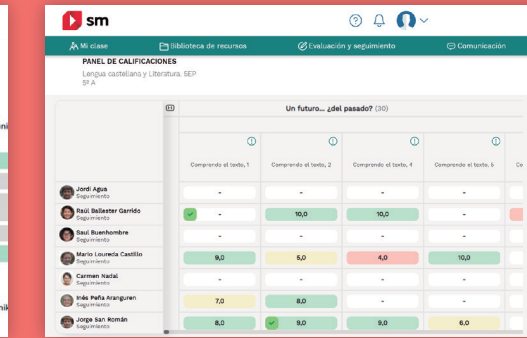 sm
Mi clase
Biblioteca de recursos
Evaluación y seguimiento
Comunicación
PANEL DE CALIFICACIONES
Lengua castellana y Literatura. SEP
5º A
Un futuro... ¿del pasado? (30)
Comprendo el texto, 1
Comprendo el texto, 2
Comprendo el texto, 4
Comprendo el texto, 5
Co
Jordi Agua
Seguimiento
- - - -
Raúl Ballester Garrido
Seguimiento
- 10,0 10,0 -
Saul Buenhombre
Seguimiento
- - - -
Mario Loureda Castillo
Seguimiento
9,0 5,0 4,0 10,0
Carmen Nadal
Seguimiento
- - - -
Inés Peña Aranguren
Seguimiento
7,0 8,0 - -
Jorge San Román
Seguimiento
8,0 9,0 9,0 6,0